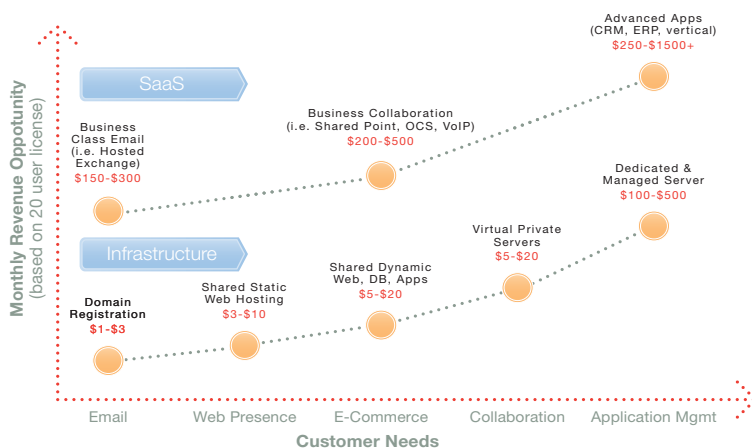 Advanced Apps
(CRM, ERP, vertical)
$250-$1500+
SaaS
Business Collaboration
(i.e. Shared Point, OCS, VoIP)
$200-$500
Business
Class Email
(i.e. Hosted
Exchange)
$150-$300
Dedicated &
Managed Server
$100-$500
Virtual Private
Servers
$5-$20
Infrastructure
Shared Dynamic
Web, DB, Apps
$5-$20
Shared Static
Web Hosting
$3-$10
Domain
Registration
$1-$3
Monthly Revenue Oppotunity
(based on 20 user license)
Email Web Presence E-Commerce Collaboration Application Mgmt
Customer Needs